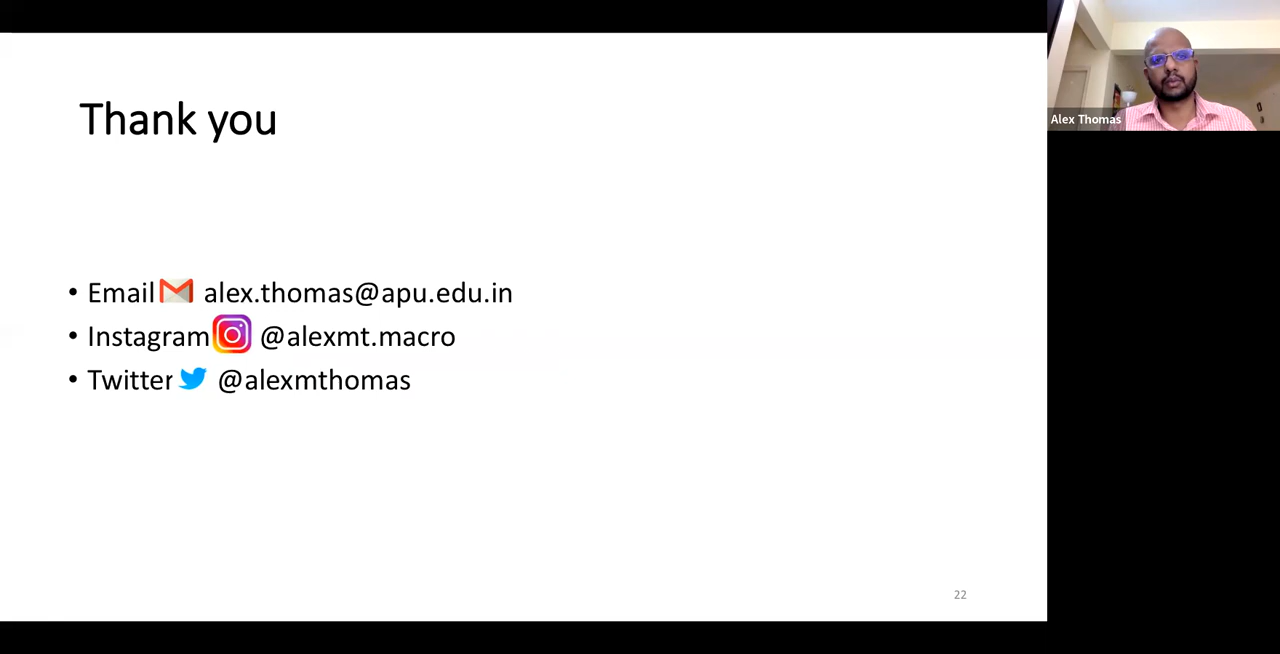 Thank you
• Email alex.thomas@apu.edu.in
• Instagram @alexmt.macro
• Twitter @alexmthomas
22
Alex Thomas